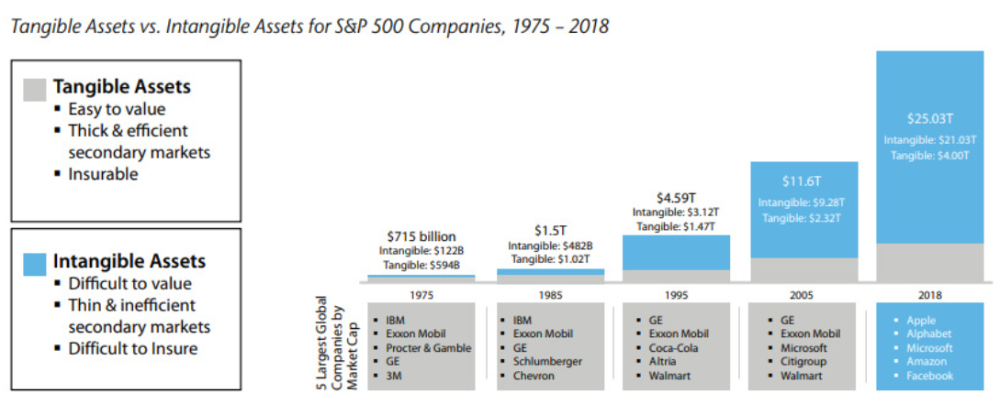 Tangible Assets vs. Intangible Assets for S&P 500 Companies, 1975 – 2018
Tangible Assets
▪ Easy to value
▪ Thick & efficient
secondary markets
▪ Insurable
Intangible Assets
▪ Difficult to value
▪ Thin & inefficient
secondary markets
▪ Difficult to Insure
$715 billion
Intangible: $122B
Tangible: $594B
$1.5T
Intangible: $482B
Tangible: $1.02T
$4.59T
Intangible: $3.12T
Tangible: $1.47T
$11.6T
Intangible: $9.28T
Tangible: $2.32T
$25.03T
Intangible: $21.03T
Tangible: $4.00T
1975
1985
1995
2005
2018
5 Largest Global
Companies by
Market Cap
▪ IBM
▪ Exxon Mobil
▪ Procter & Gamble
▪ GE
▪ 3M
▪ IBM
▪ Exxon Mobil
▪ GE
▪ Schlumberger
▪ Chevron
▪ GE
▪ Exxon Mobil
▪ Coca-Cola
▪ Altria
▪ Walmart
▪ GE
▪ Exxon Mobil
▪ Microsoft
▪ Citigroup
▪ Walmart
▪ Apple
▪ Alphabet
▪ Microsoft
▪ Amazon
▪ Facebook